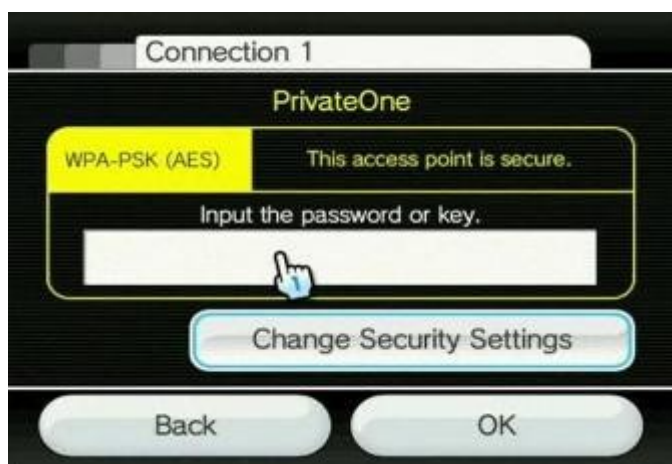 Connection 1
PrivateOne
WPA-PSK (AES)
This access point is secure.
Input the password or key.
1
Change Security Settings
Back
OK